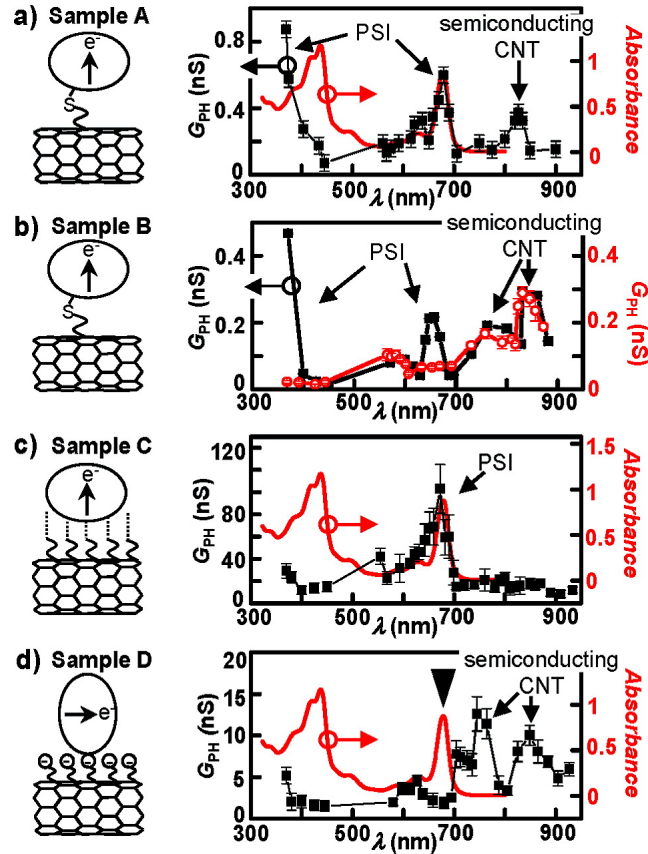 a) Sample A
e-
S
semiconducting
CNT
PSI
0.8
0.4
0
G_PH (nS)
1
0.5
0
Absorbance
300 500 700 900
λ (nm)
b) Sample B
e-
S
semiconducting
CNT
PSI
0.4
0.2
0
G_PH (nS)
0.4
0.3
0.2
0.1
0
G_PH (nS)
300 500 700 900
λ (nm)
c) Sample C
e-
PSI
120
80
40
0
G_PH (nS)
1.5
1
0.5
0
Absorbance
300 500 700 900
λ (nm)
d) Sample D
e-
semiconducting
CNT
20
15
10
5
0
G_PH (nS)
1
0.5
0
Absorbance
300 500 700 900
λ (nm)